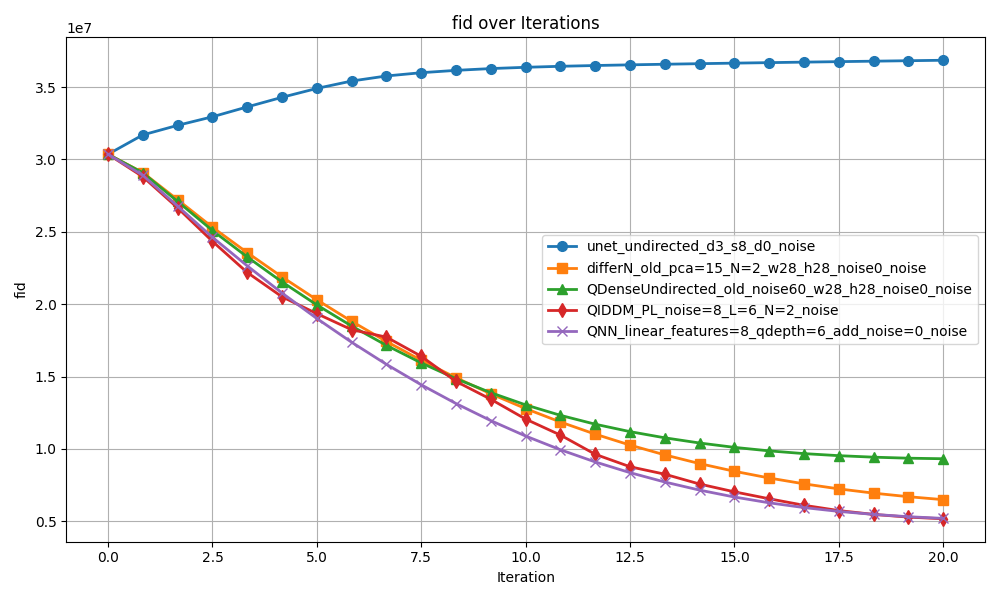 fid over Iterations
1e7
3.5
3.0
2.5
2.0
1.5
1.0
0.5
fid
unet_undirected_d3_s8_d0_noise
differN_old_pca=15_N=2_w28_h28_noise0_noise
QDenseUndirected_old_noise60_w28_h28_noise0_noise
QIDDM_PL_noise=8_L=6_N=2_noise
QNN_linear_features=8_qdepth=6_add_noise=0_noise
0.0 2.5 5.0 7.5 10.0 12.5 15.0 17.5 20.0
Iteration